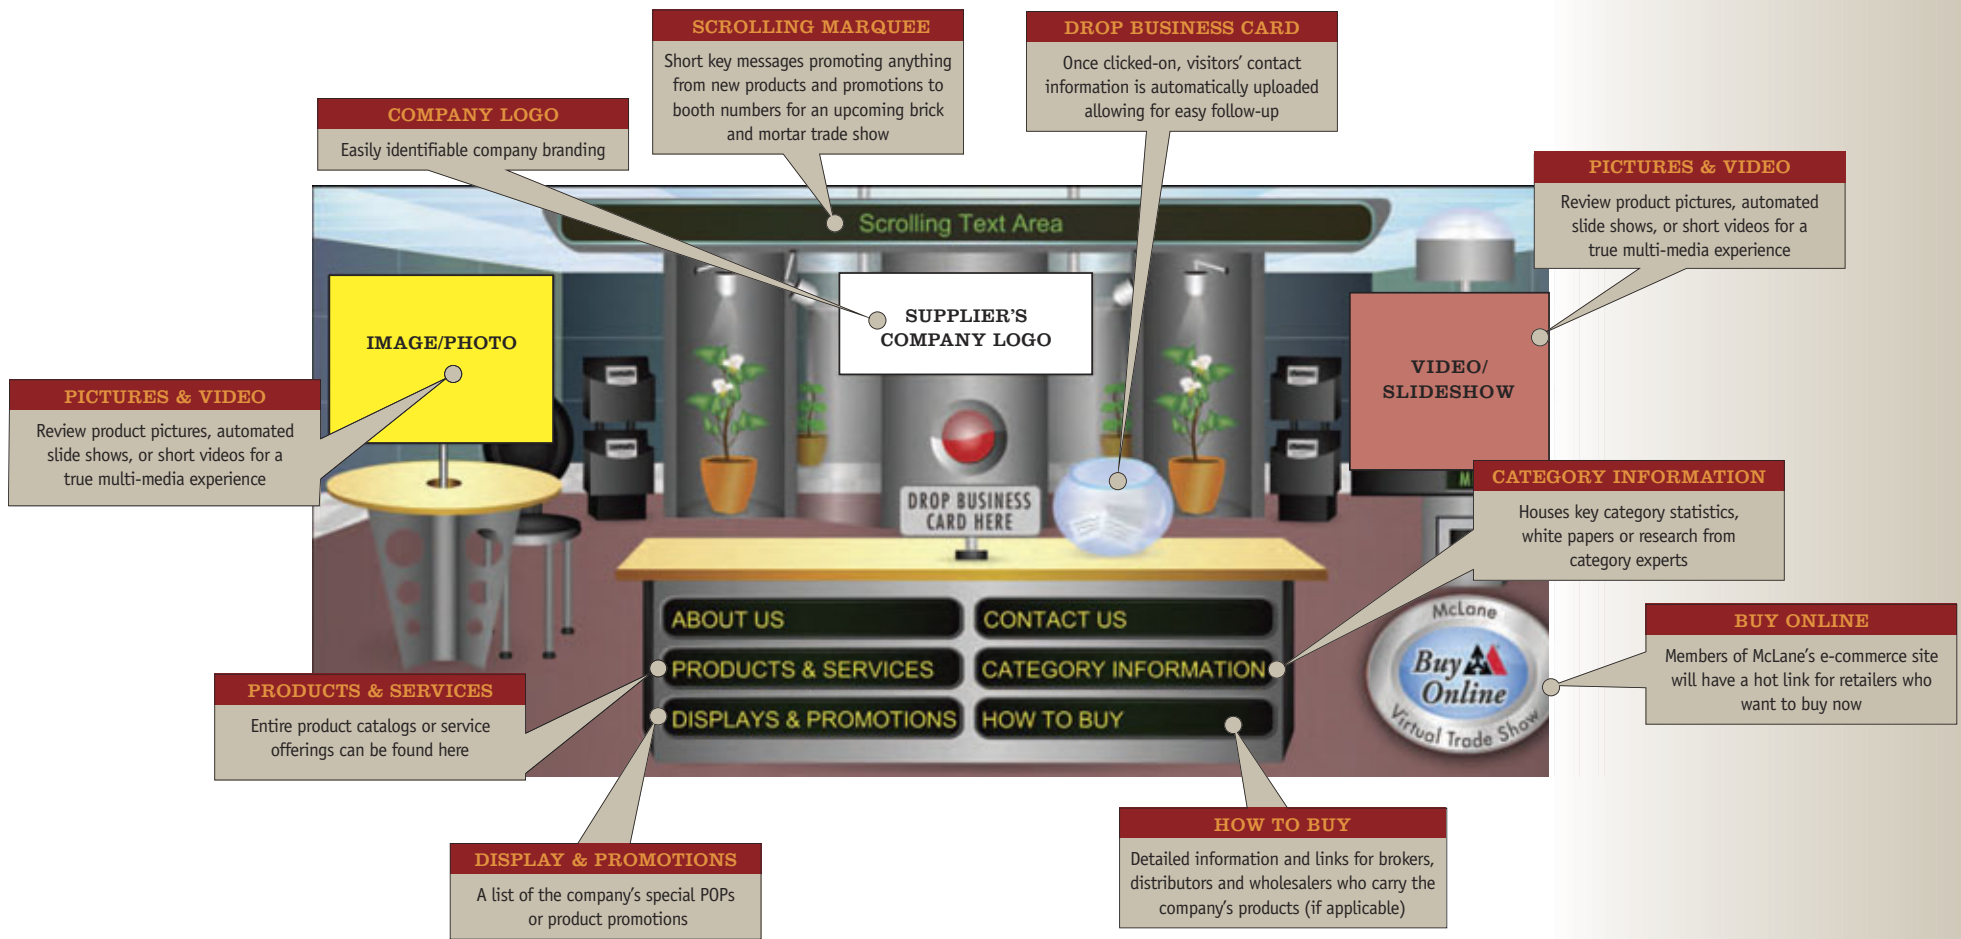 SCROLLING MARQUEE
Short key messages promoting anything
from new products and promotions to
booth numbers for an upcoming brick
and mortar trade show
DROP BUSINESS CARD
Once clicked-on, visitors' contact
information is automatically uploaded
allowing for easy follow-up
COMPANY LOGO
Easily identifiable company branding
PICTURES & VIDEO
Review product pictures, automated
slide shows, or short videos for a
true multi-media experience
Scrolling Text Area
IMAGE/PHOTO
SUPPLIER'S
COMPANY LOGO
VIDEO/
SLIDESHOW
PICTURES & VIDEO
Review product pictures, automated
slide shows, or short videos for a
true multi-media experience
DROP BUSINESS
CARD HERE
CATEGORY INFORMATION
Houses key category statistics,
white papers or research from
category experts
ABOUT US
CONTACT US
PRODUCTS & SERVICES
CATEGORY INFORMATION
DISPLAYS & PROMOTIONS
HOW TO BUY
McLane
Buy
Online
Virtual Trade Show
BUY ONLINE
Members of McLane's e-commerce site
will have a hot link for retailers who
want to buy now
PRODUCTS & SERVICES
Entire product catalogs or service
offerings can be found here
DISPLAY & PROMOTIONS
A list of the company's special POPs
or product promotions
HOW TO BUY
Detailed information and links for brokers,
distributors and wholesalers who carry the
company's products (if applicable)